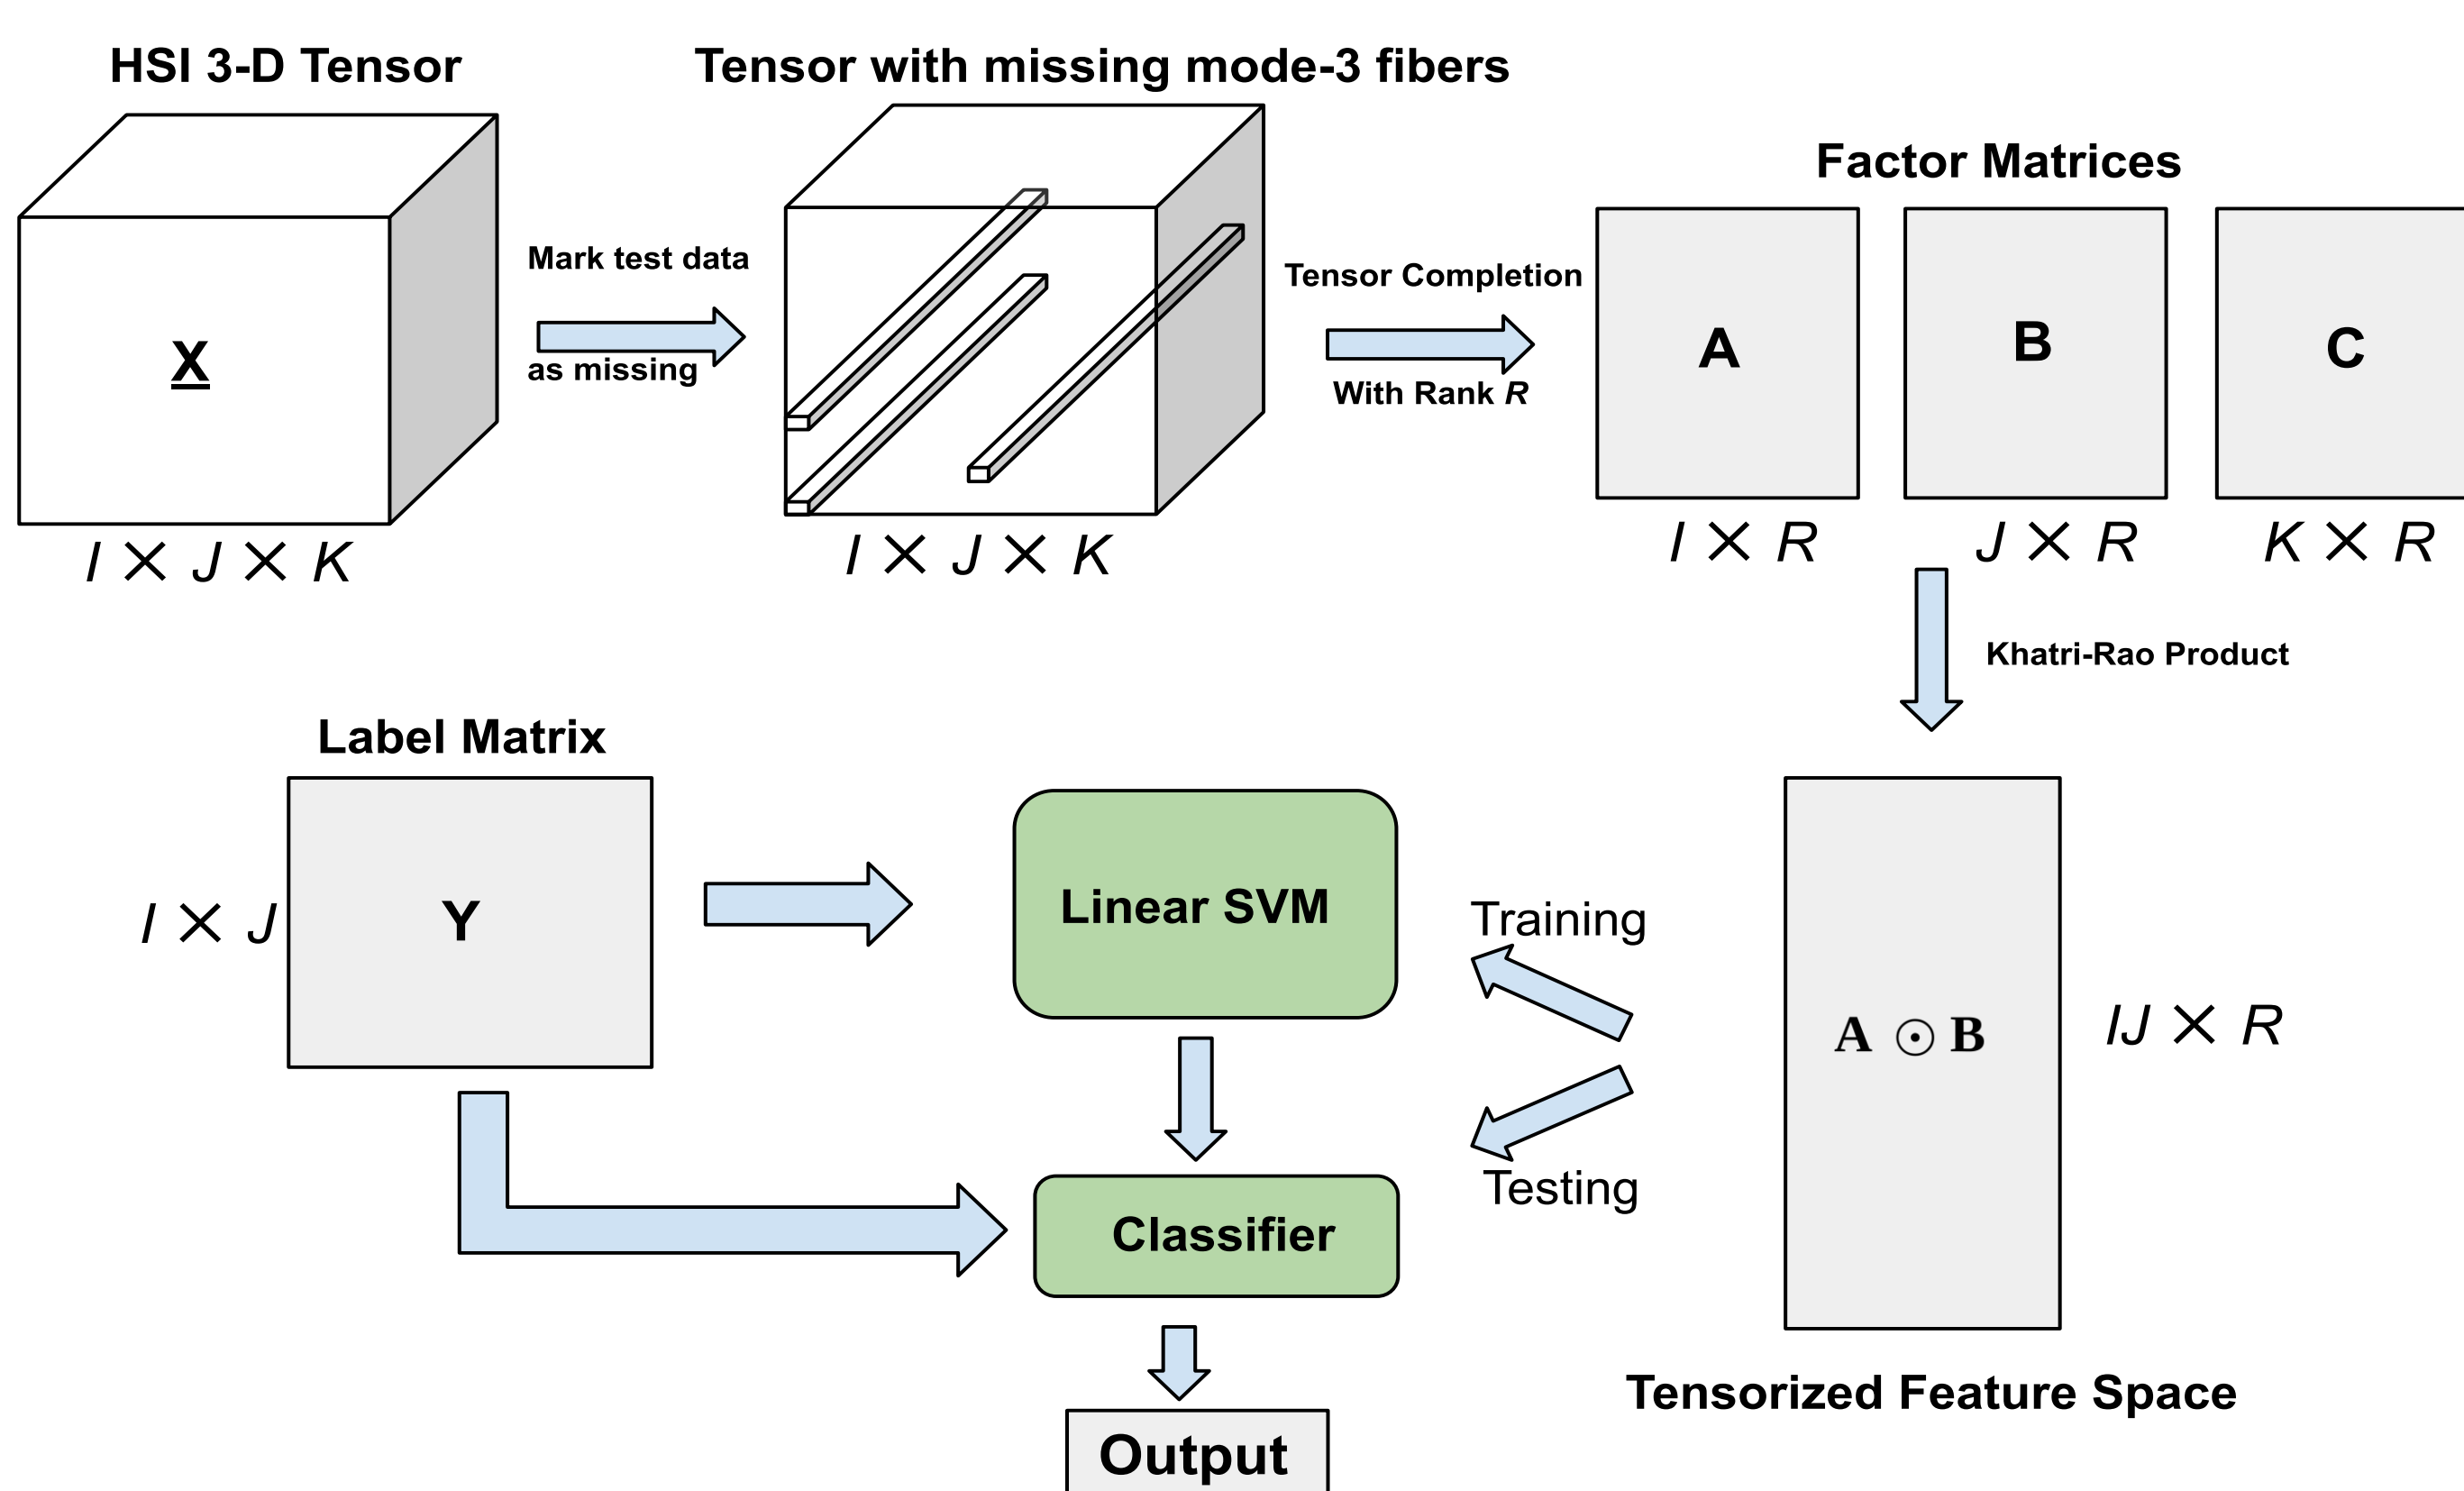 HSI 3-D Tensor
Tensor with missing mode-3 fibers
Factor Matrices
X
Mark test data
as missing
Tensor Completion
With Rank R
A
B
C
I × J × K
I × J × K
I × R
J × R
K × R
Khatri-Rao Product
Label Matrix
I × J
Y
Linear SVM
Training
A ⊙ B
IJ × R
Testing
Classifier
Tensorized Feature Space
Output